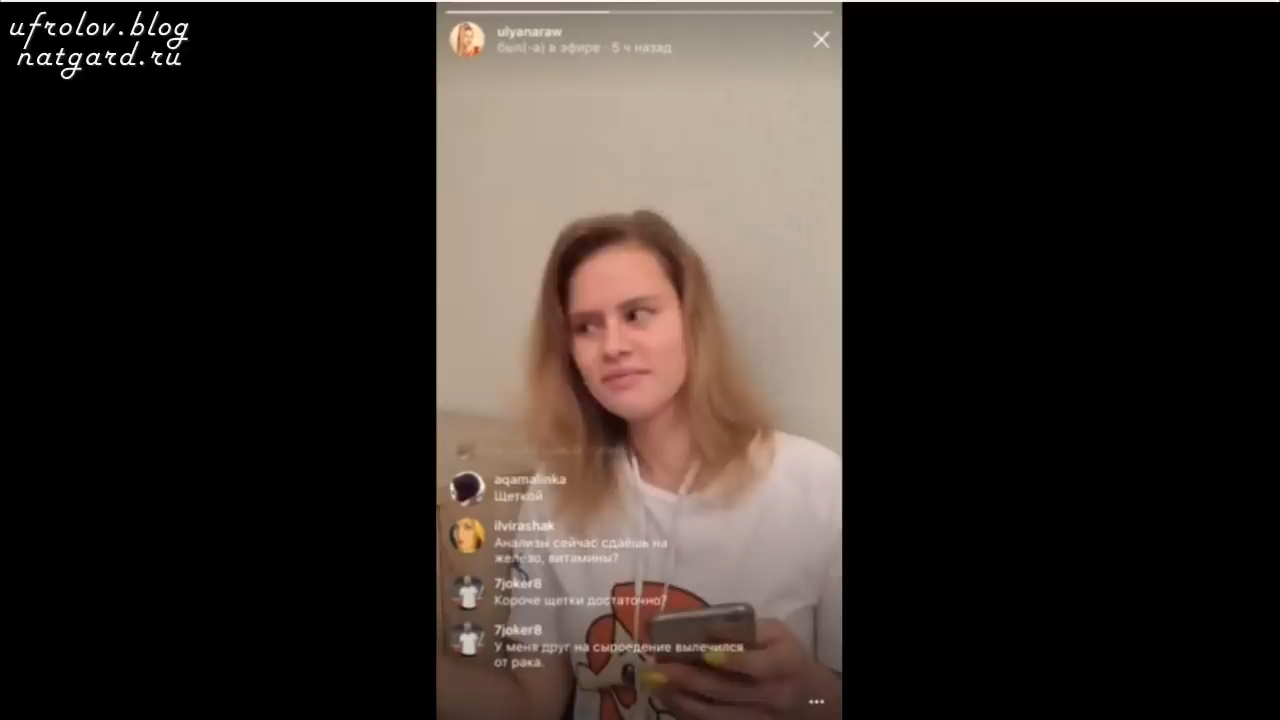 ufrolov.blog
natgard.ru
ulyanaraw
был(-а) в эфире · 5 ч назад
aqamalinka
Щеткой
ilvirashak
Анализы сейчас сдаёшь на
железо, витамины?
7joker8
Короче щетки достаточно?
7joker8
У меня друг на сыроедение вылечился
от рака.